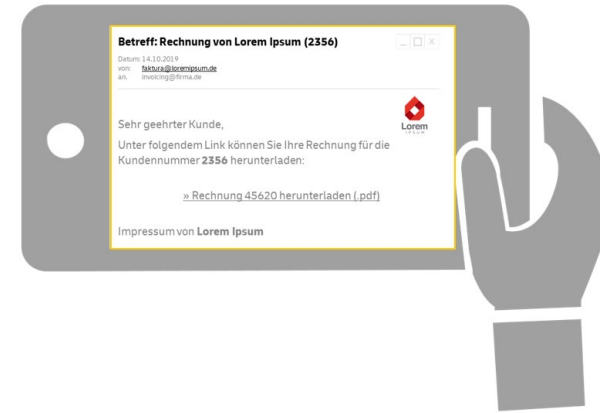 Betreff: Rechnung von Lorem Ipsum (2356)
Datum: 14.10.2019
von: faktura@loremipsum.de
an. invoicing@firma.de
Lorem
IPSUM
Sehr geehrter Kunde,
Unter folgendem Link können Sie Ihre Rechnung für die
Kundennummer 2356 herunterladen:
» Rechnung 45620 herunterladen (.pdf)
Impressum von Lorem Ipsum